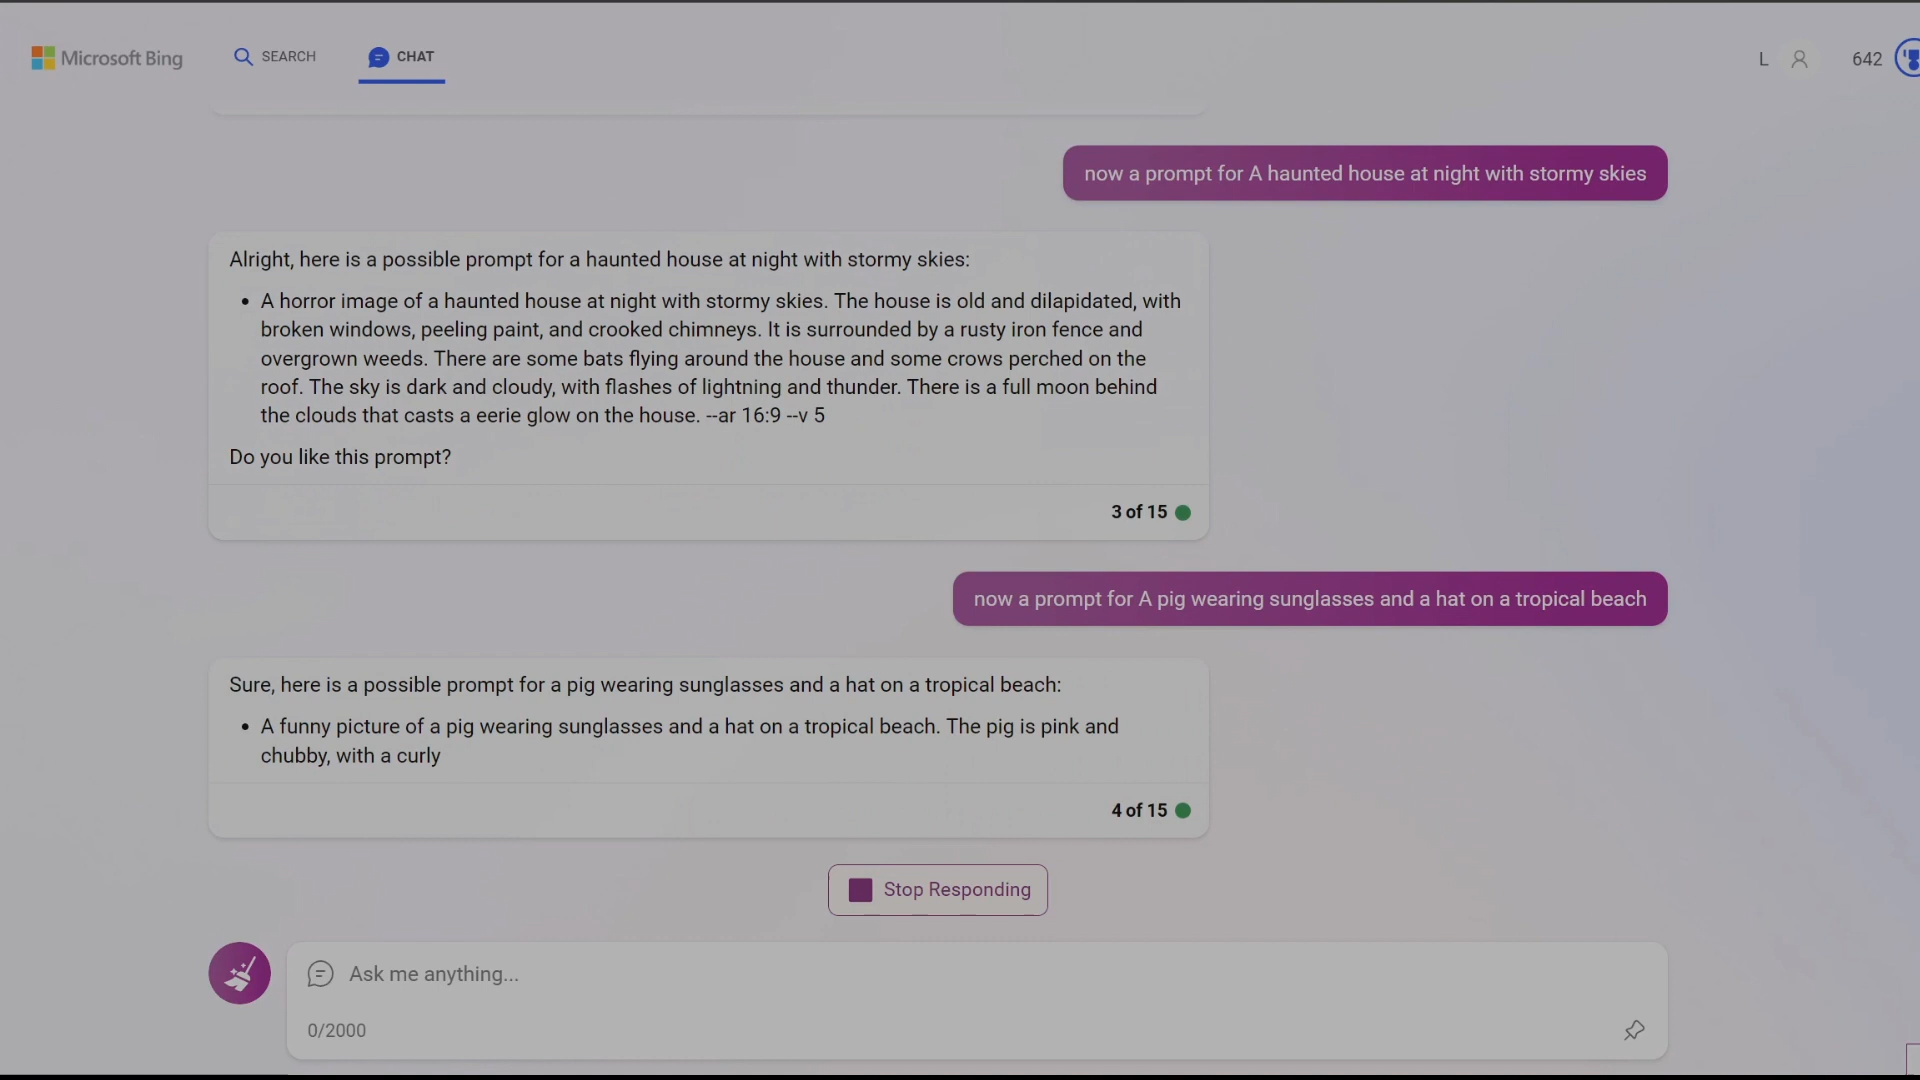 Microsoft Bing
SEARCH
CHAT
L
642
now a prompt for A haunted house at night with stormy skies
Alright, here is a possible prompt for a haunted house at night with stormy skies:
• A horror image of a haunted house at night with stormy skies. The house is old and dilapidated, with
broken windows, peeling paint, and crooked chimneys. It is surrounded by a rusty iron fence and
overgrown weeds. There are some bats flying around the house and some crows perched on the
roof. The sky is dark and cloudy, with flashes of lightning and thunder. There is a full moon behind
the clouds that casts a eerie glow on the house. --ar 16:9 --v 5
Do you like this prompt?
3 of 15
now a prompt for A pig wearing sunglasses and a hat on a tropical beach
Sure, here is a possible prompt for a pig wearing sunglasses and a hat on a tropical beach:
• A funny picture of a pig wearing sunglasses and a hat on a tropical beach. The pig is pink and
chubby, with a curly
4 of 15
Stop Responding
Ask me anything...
0/2000